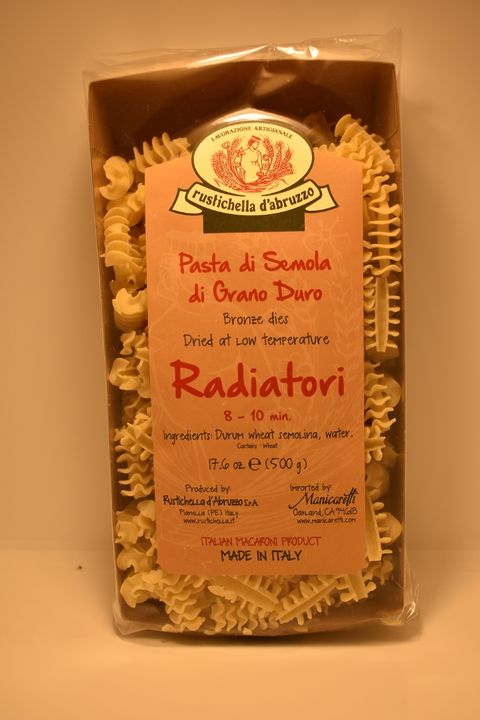 LAVORAZIONE ARTIGIANALE
rustichella d'abruzzo
Pasta di Semola
di Grano Duro
Bronze dies
Dried at low temperature
Radiatori
8 - 10 min.
Ingredients: Durum wheat semolina, water.
Contains: Wheat
17.6 oz ℮ (500 g)
Produced by:
Rustichella d'Abruzzo S.p.A.
Pianella (PE) Italy
www.rustichella.it
Imported by:
Manicaretti
Oakland, CA 94618
www.manicaretti.com
ITALIAN MACARONI PRODUCT
MADE IN ITALY